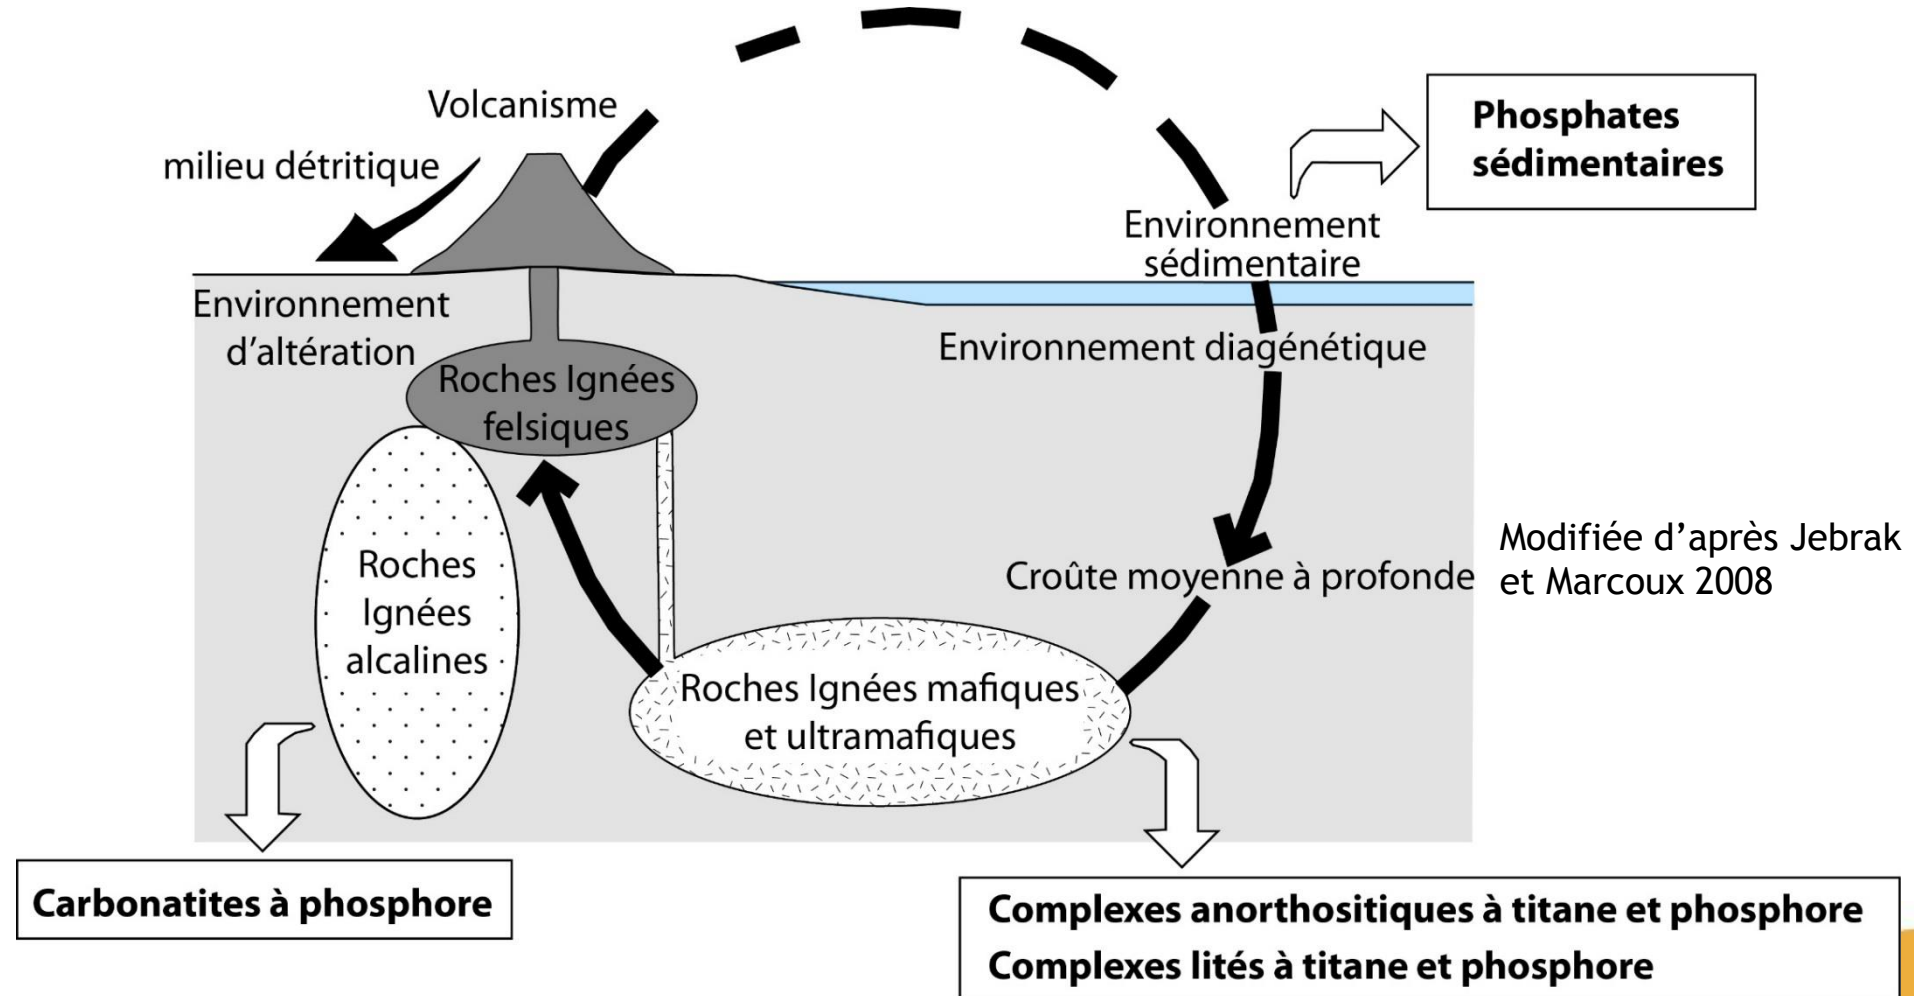 Volcanisme
milieu détritique
Phosphates
sédimentaires
Environnement
sédimentaire
Environnement
d'altération
Environnement diagénétique
Roches Ignées
felsiques
Roches
Ignées
alcalines
Croûte moyenne à profonde
Modifiée d'après Jebrak
et Marcoux 2008
Roches Ignées mafiques
et ultramafiques
Carbonatites à phosphore
Complexes anorthositiques à titane et phosphore
Complexes lités à titane et phosphore